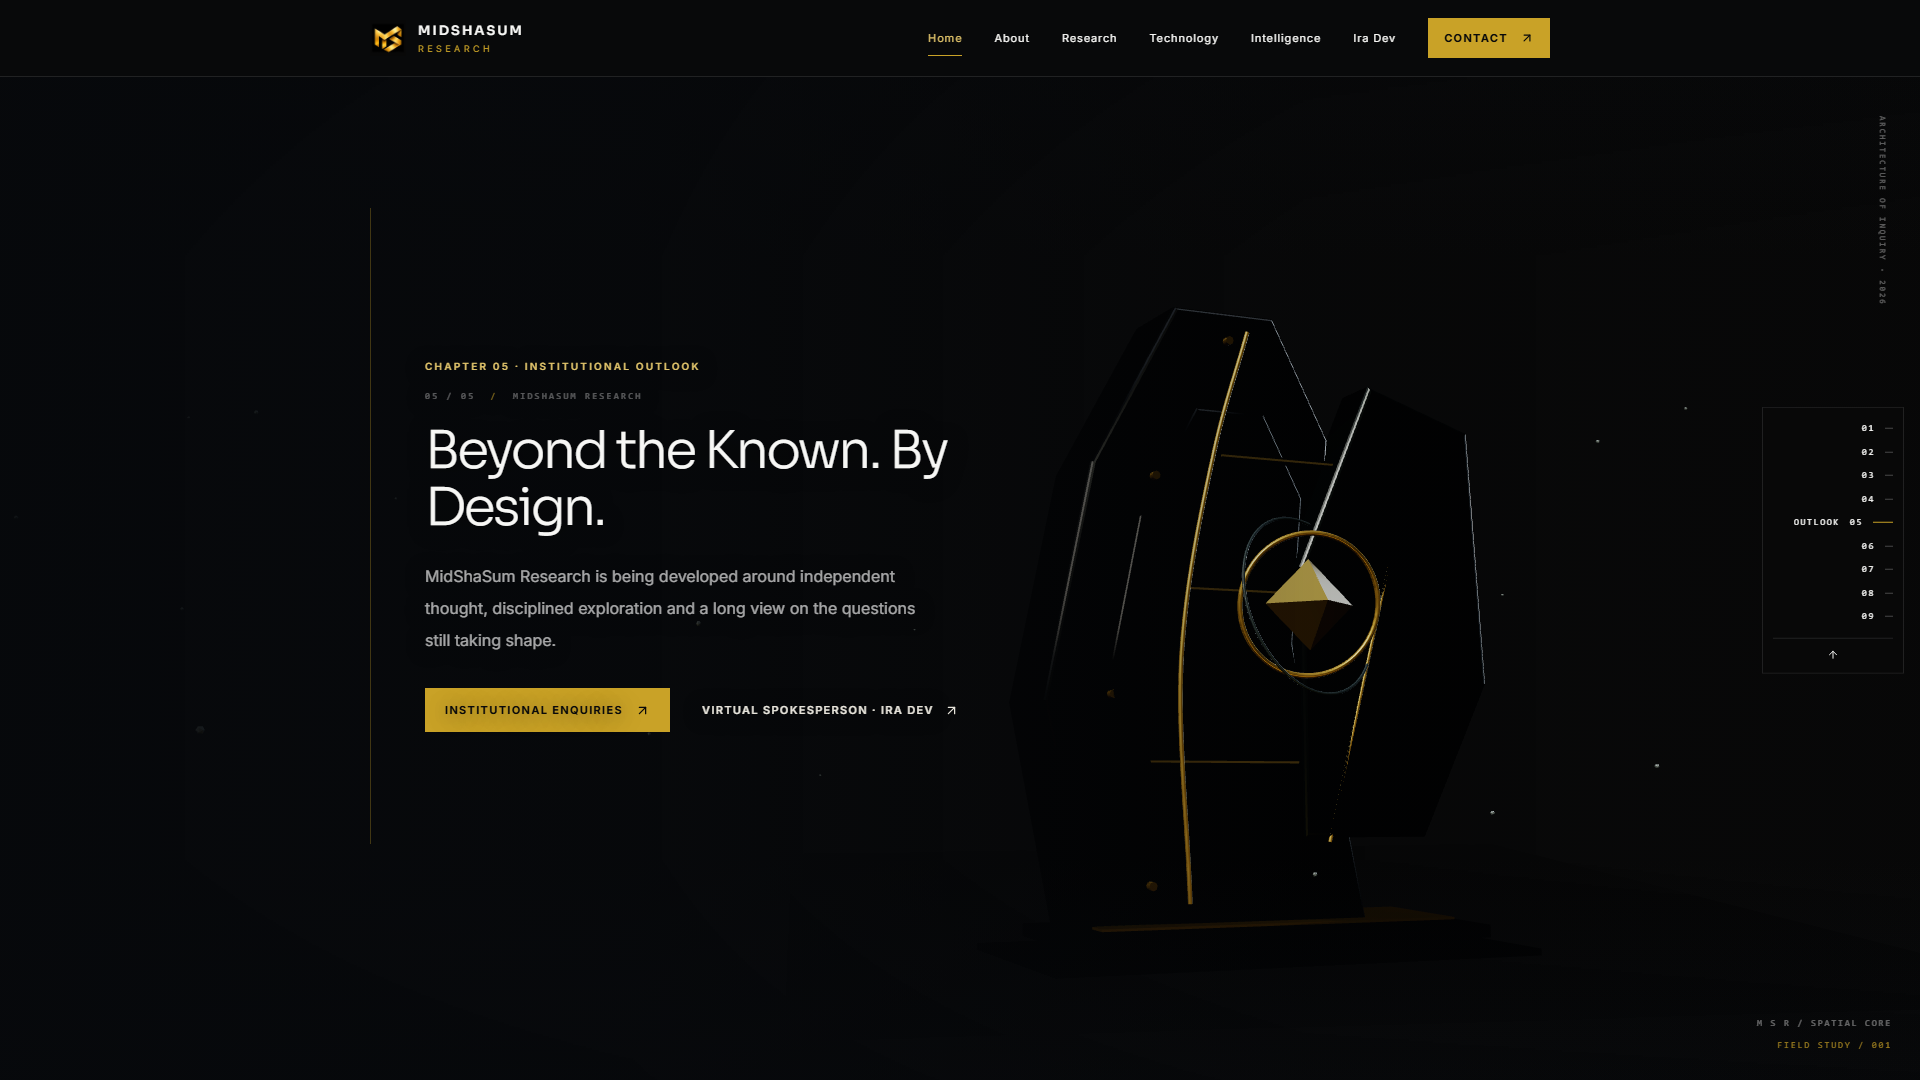 MIDSHASUM
RESEARCH
Home
About
Research
Technology
Intelligence
Ira Dev
CONTACT
ARCHITECTURE OF INQUIRY • 2026
CHAPTER 05 · INSTITUTIONAL OUTLOOK
05 / 05 / MIDSHASUM RESEARCH
Beyond the Known. By
Design.
MidShaSum Research is being developed around independent
thought, disciplined exploration and a long view on the questions
still taking shape.
INSTITUTIONAL ENQUIRIES
VIRTUAL SPOKESPERSON · IRA DEV
01
02
03
04
OUTLOOK 05
06
07
08
09
M S R / SPATIAL CORE
FIELD STUDY / 001